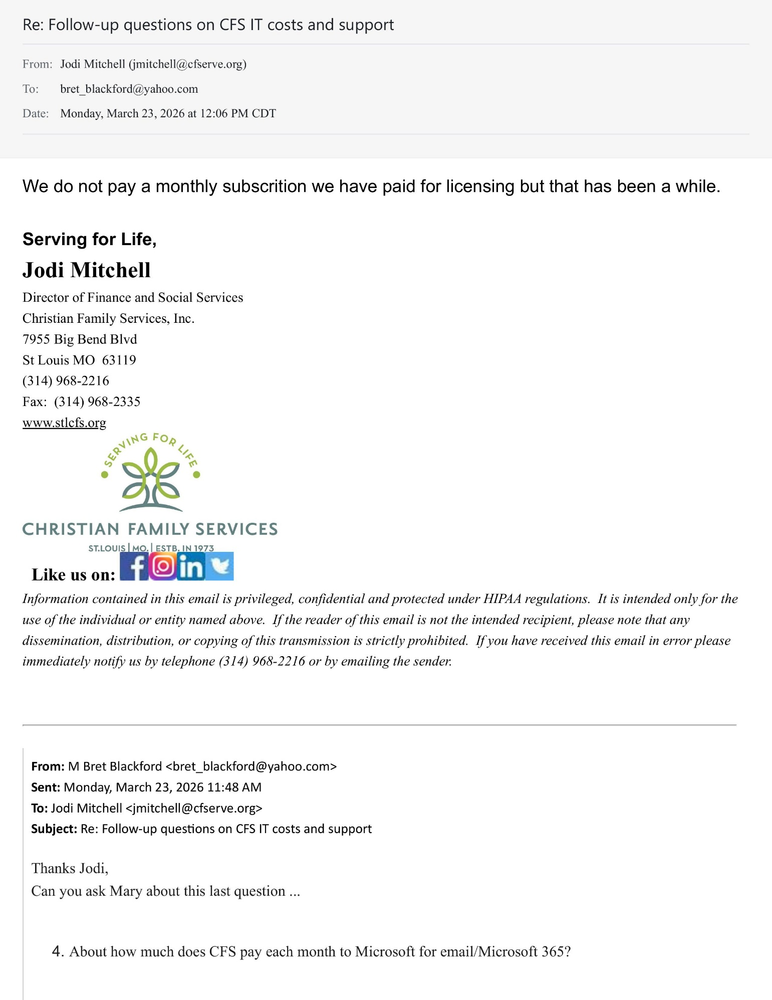 Re: Follow-up questions on CFS IT costs and support
From: Jodi Mitchell (jmitchell@cfserve.org)
To: bret_blackford@yahoo.com
Date: Monday, March 23, 2026 at 12:06 PM CDT
We do not pay a monthly subscrition we have paid for licensing but that has been a while.
Serving for Life,
Jodi Mitchell
Director of Finance and Social Services
Christian Family Services, Inc.
7955 Big Bend Blvd
St Louis MO  63119
(314) 968-2216
Fax:  (314) 968-2335
www.stlcfs.org
SERVING FOR LIFE
CHRISTIAN FAMILY SERVICES
ST.LOUIS | MO. | ESTB. IN 1973
Like us on:
Information contained in this email is privileged, confidential and protected under HIPAA regulations.  It is intended only for the
use of the individual or entity named above.  If the reader of this email is not the intended recipient, please note that any
dissemination, distribution, or copying of this transmission is strictly prohibited.  If you have received this email in error please
immediately notify us by telephone (314) 968-2216 or by emailing the sender.
From: M Bret Blackford <bret_blackford@yahoo.com>
Sent: Monday, March 23, 2026 11:48 AM
To: Jodi Mitchell <jmitchell@cfserve.org>
Subject: Re: Follow-up questions on CFS IT costs and support
Thanks Jodi,
Can you ask Mary about this last question ...
4. About how much does CFS pay each month to Microsoft for email/Microsoft 365?